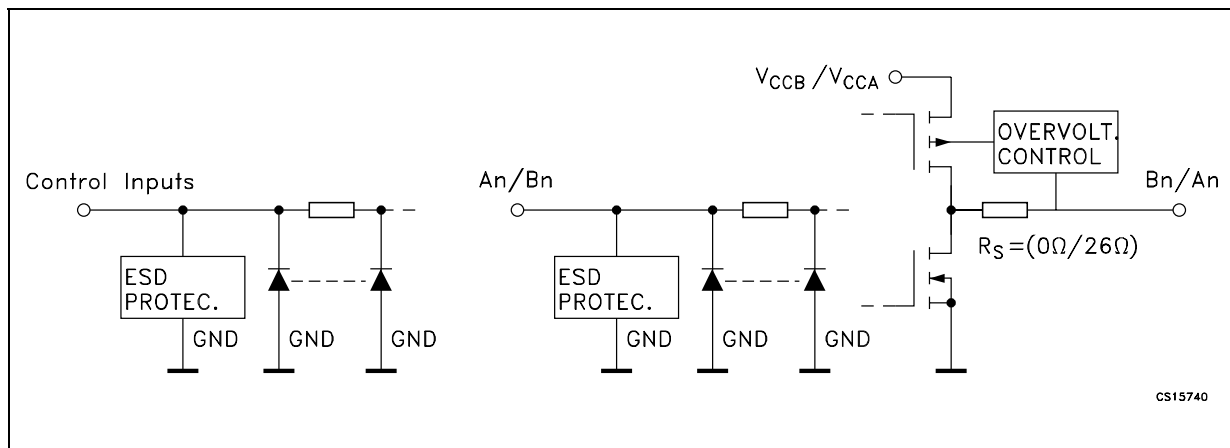 V_CCB /V_CCA
OVERVOLT.
CONTROL
Control Inputs
An/Bn
Bn/An
R_S=(0Ω/26Ω)
ESD
PROTEC.
GND
GND
GND
ESD
PROTEC.
GND
GND
GND
CS15740